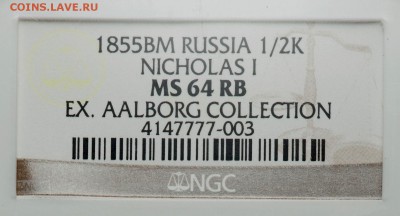 COINS.LAVE.RU
1855BM RUSSIA 1/2K
NICHOLAS I
MS 64 RB
EX. AALBORG COLLECTION
4147777-003
NGC